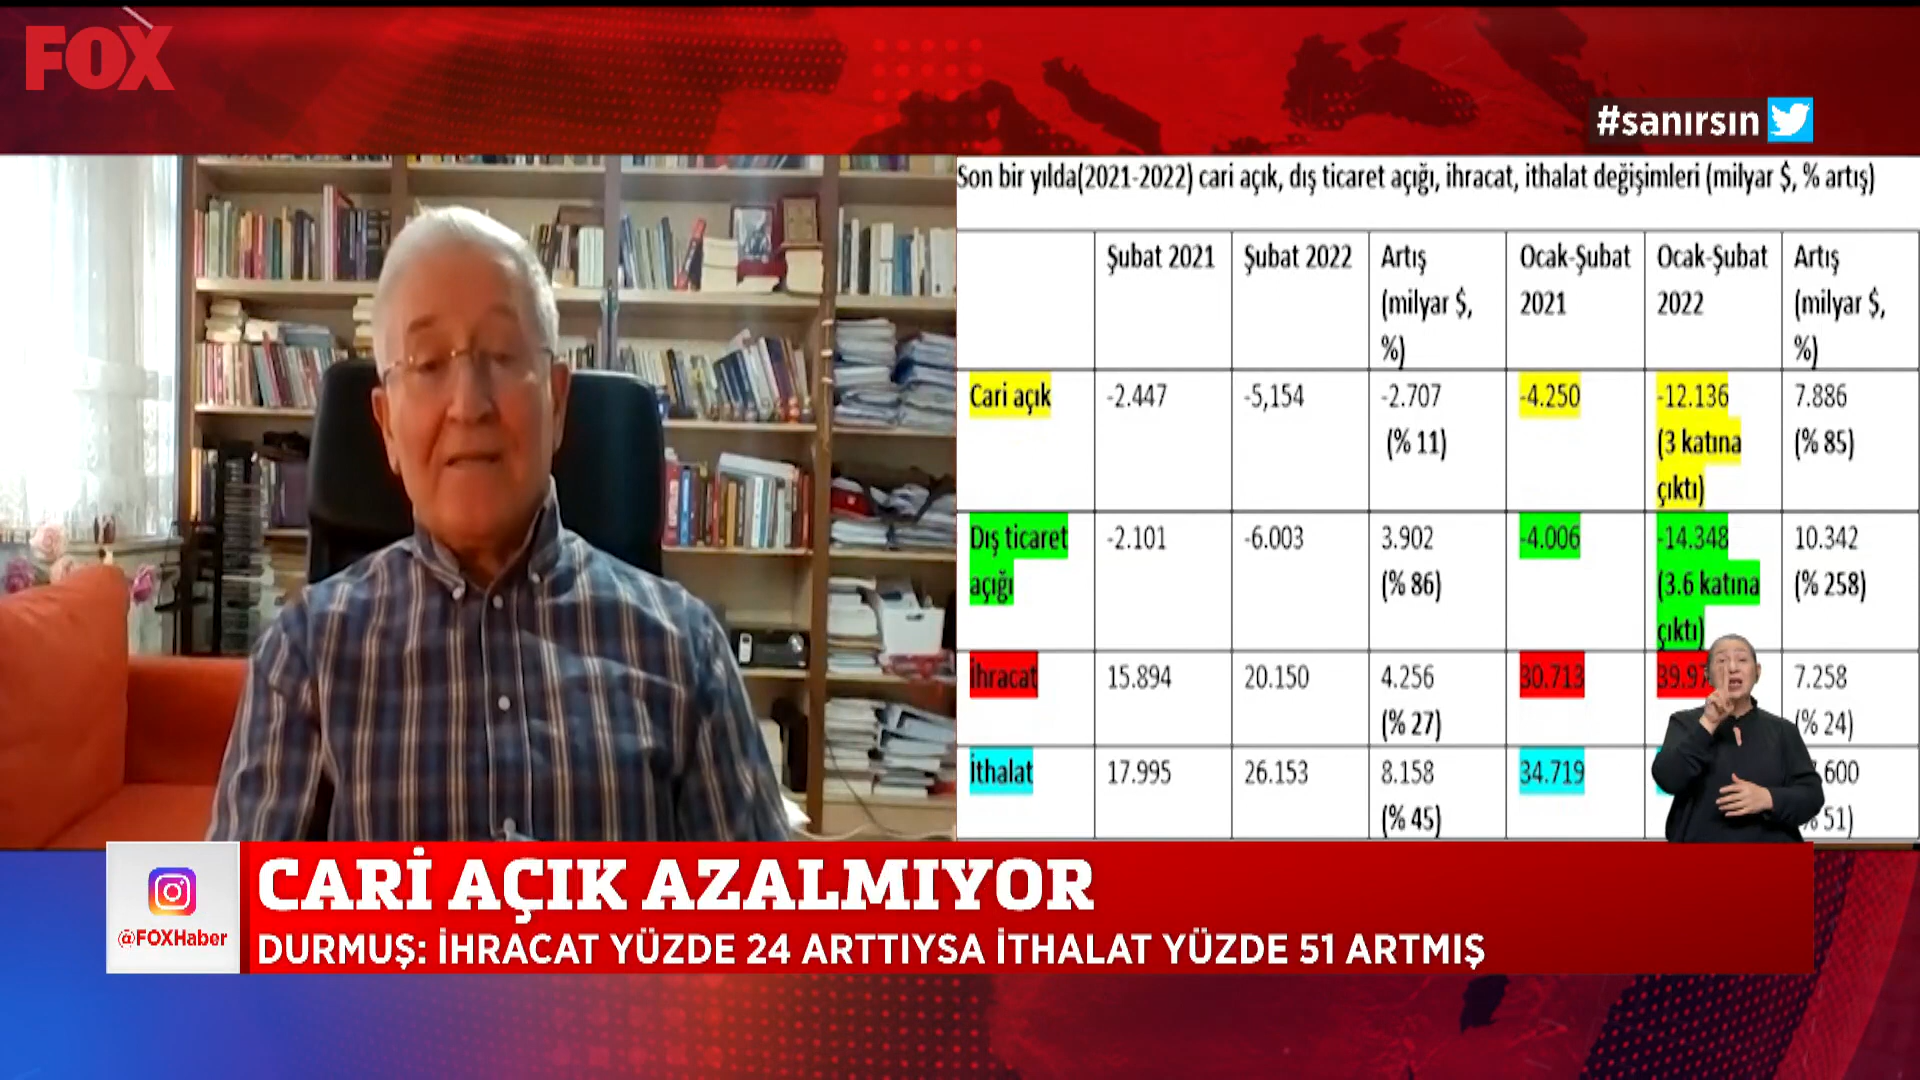 FOX
#sanırsın
Son bir yılda(2021-2022) cari açık, dış ticaret açığı, ihracat, ithalat değişimleri (milyar $, % artış)
Şubat 2021 Şubat 2022 Artış (milyar $, %) Ocak-Şubat 2021 Ocak-Şubat 2022 Artış (milyar $, %)
Cari açık -2.447 -5,154 -2.707 (% 11) -4.250 -12.136 (3 katına çıktı) 7.886 (% 85)
Dış ticaret açığı -2.101 -6.003 3.902 (% 86) -4.006 -14.348 (3.6 katına çıktı) 10.342 (% 258)
İhracat 15.894 20.150 4.256 (% 27) 30.713 7.258 (% 24)
İthalat 17.995 26.153 8.158 (% 45) 34.719
CARİ AÇIK AZALMIYOR
@FOXHaber
DURMUŞ: İHRACAT YÜZDE 24 ARTTIYSA İTHALAT YÜZDE 51 ARTMIŞ